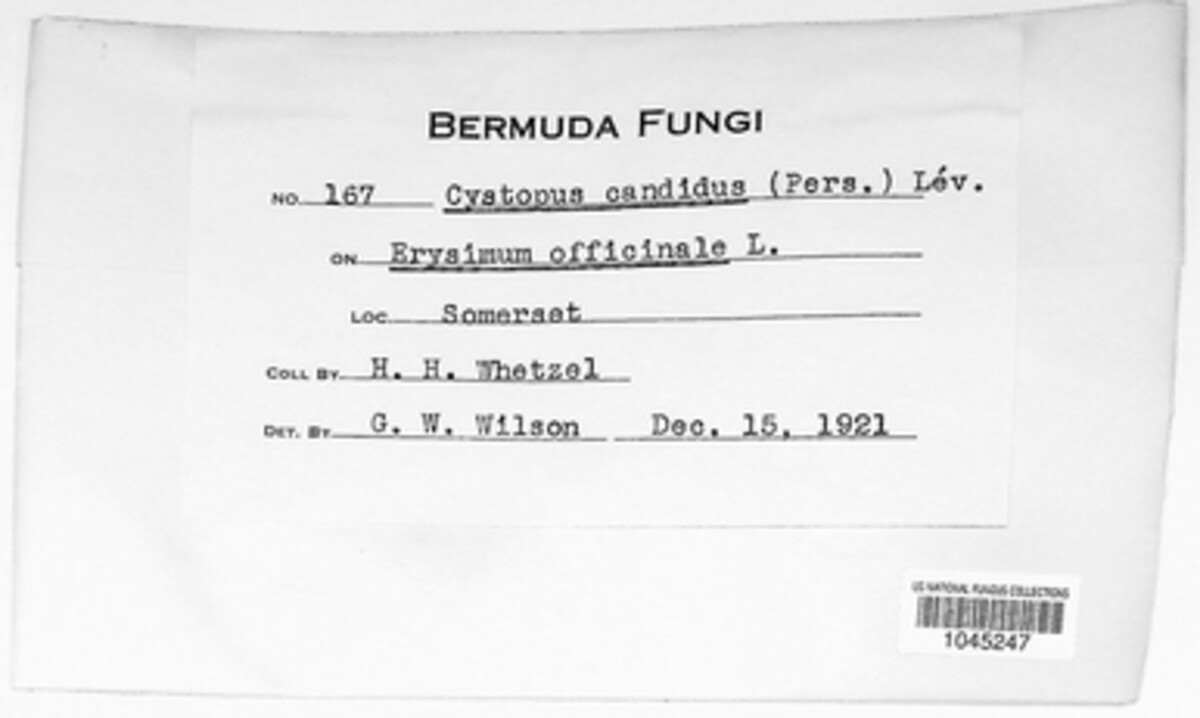 BERMUDA FUNGI
NO. 167 Cystopus candidus (Pers.) Lév.
ON Erysimum officinale L.
LOC. Somerset
COLL BY H. H. Whetzel
DET. BY G. W. Wilson Dec. 15, 1921
US NATIONAL FUNGUS COLLECTIONS
1045247